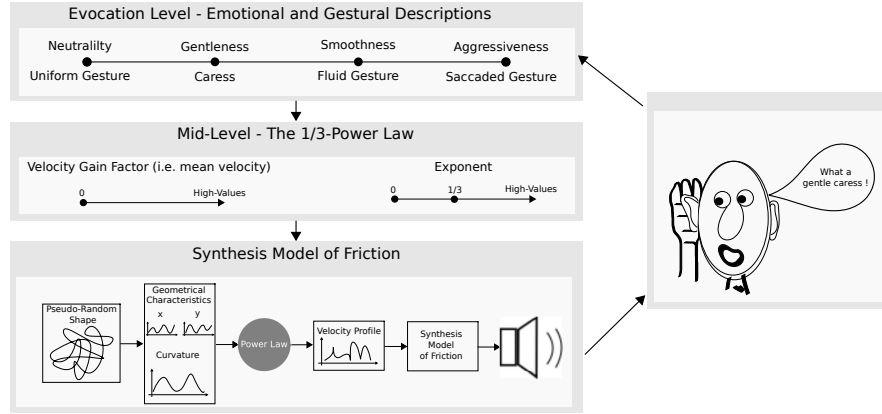 Evocation Level - Emotional and Gestural Descriptions
Neutralilty Gentleness Smoothness Aggressiveness
Uniform Gesture Caress Fluid Gesture Saccaded Gesture
Mid-Level - The 1/3-Power Law
Velocity Gain Factor (i.e. mean velocity) Exponent
0 High-Values 0 1/3 High-Values
What a
gentle caress !
Synthesis Model of Friction
Pseudo-Random
Shape
Geometrical
Characteristics
x y
Curvature
Power Law
Velocity Profile
Synthesis
Model
of Friction